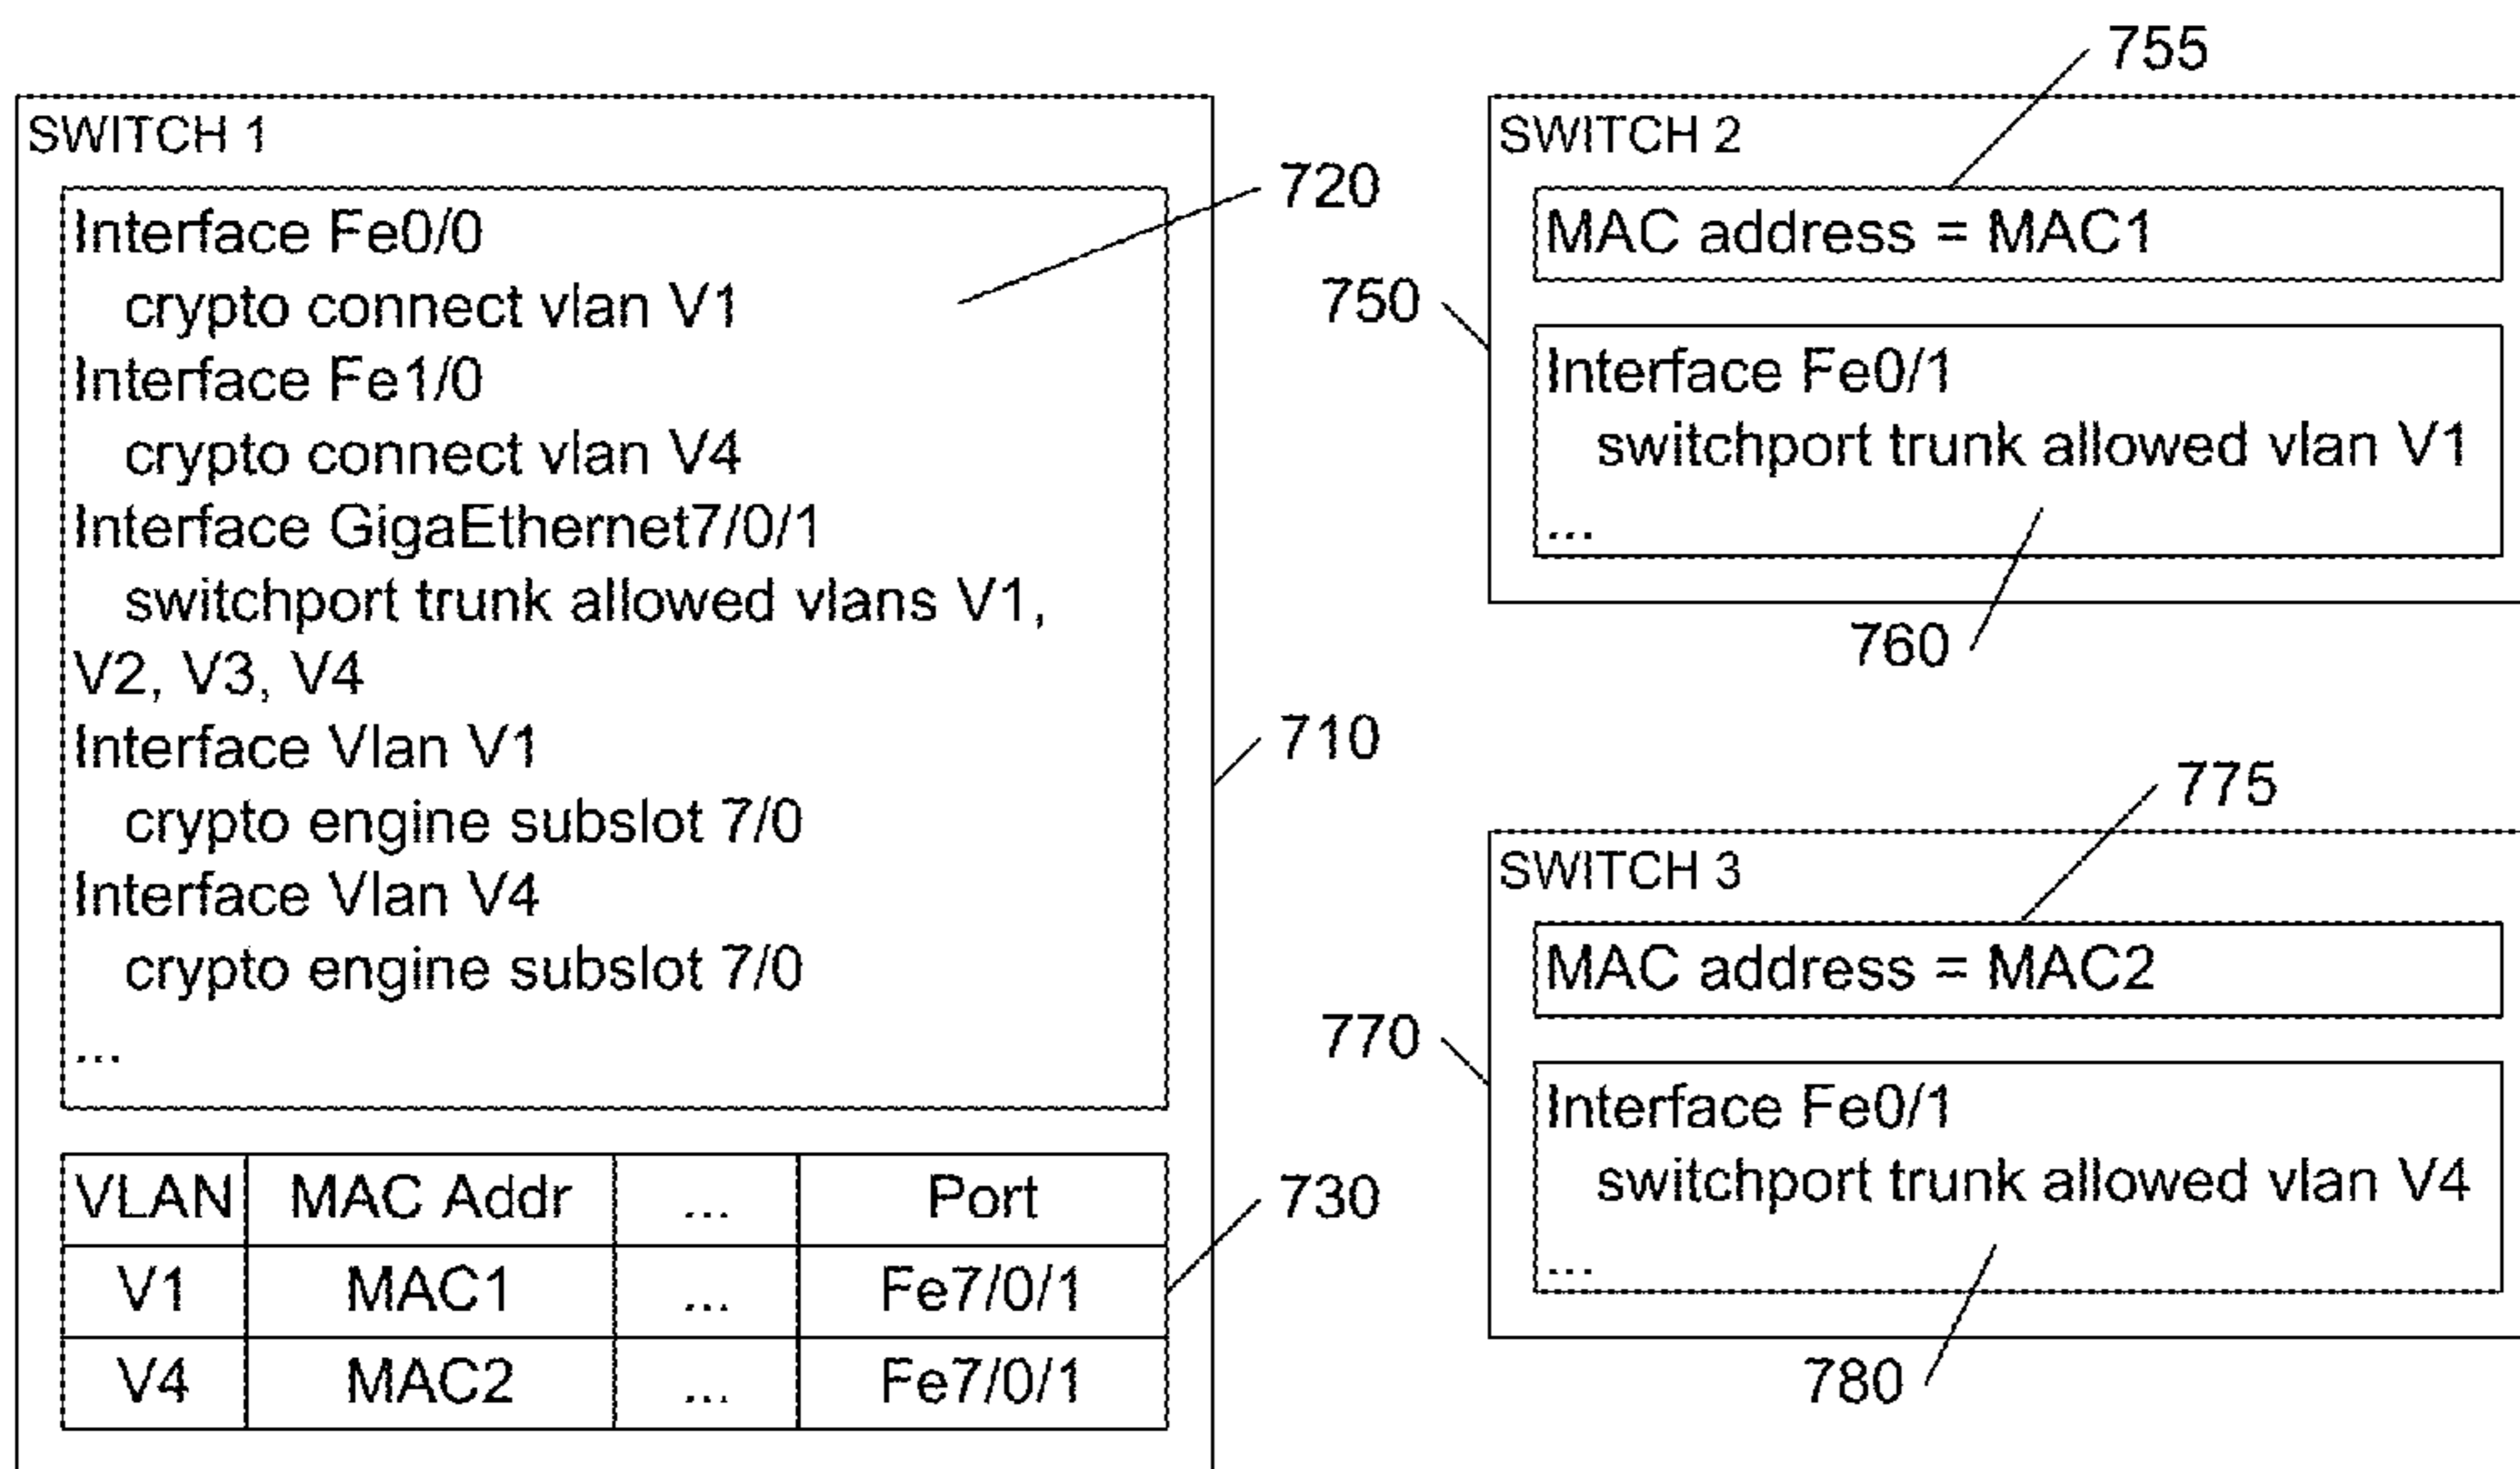 SWITCH 1
Interface Fe0/0
crypto connect vlan V1
Interface Fe1/0
crypto connect vlan V4
Interface GigaEthernet7/0/1
switchport trunk allowed vlans V1,
V2, V3, V4
Interface Vlan V1
crypto engine subslot 7/0
Interface Vlan V4
crypto engine subslot 7/0
...
VLAN MAC Addr ... Port
V1 MAC1 ... Fe7/0/1
V4 MAC2 ... Fe7/0/1
720
710
730
755
SWITCH 2
MAC address = MAC1
750
Interface Fe0/1
switchport trunk allowed vlan V1
...
760
775
SWITCH 3
MAC address = MAC2
770
Interface Fe0/1
switchport trunk allowed vlan V4
...
780